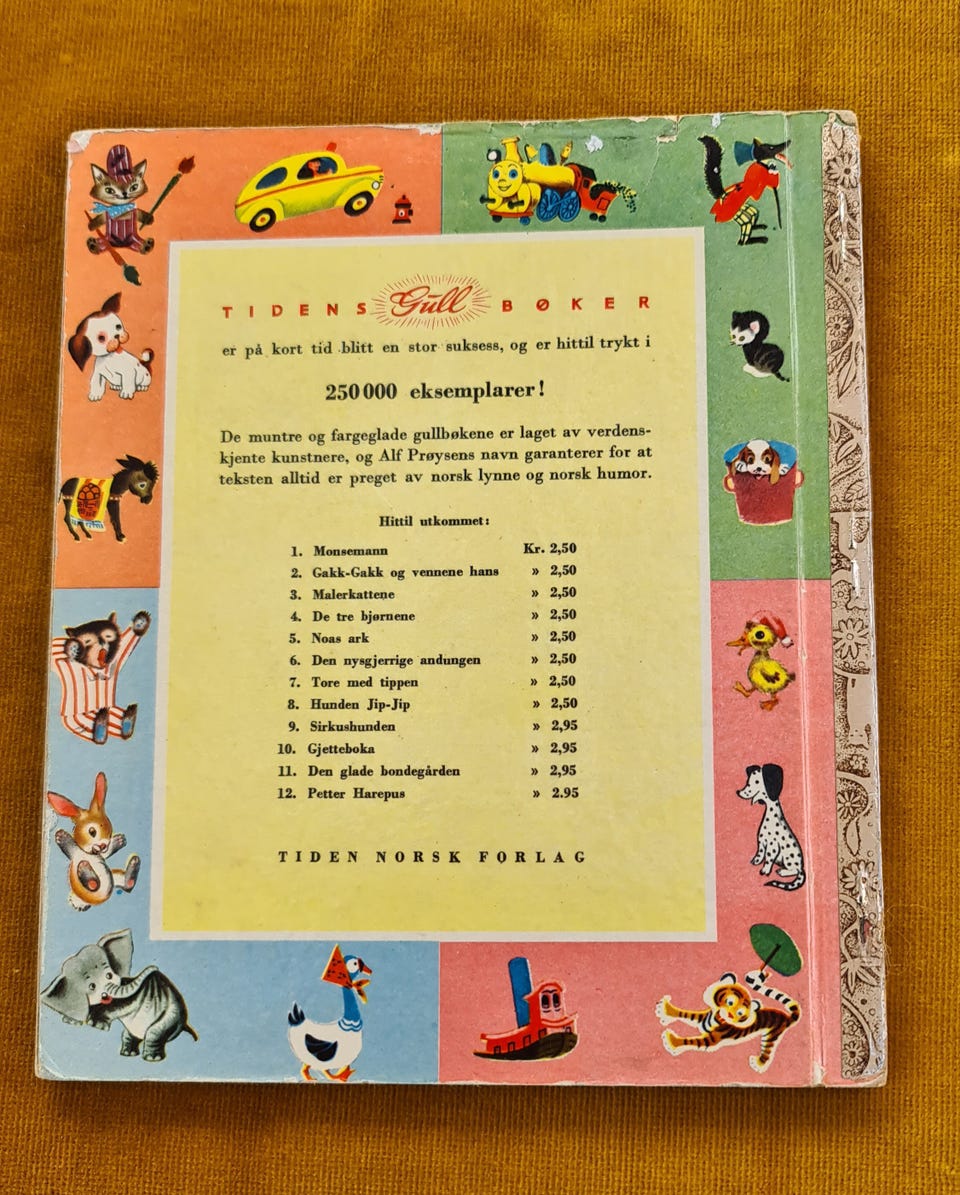 TIDENS Gull BØKER
er på kort tid blitt en stor suksess, og er hittil trykt i
250 000 eksemplarer!
De muntre og fargeglade gullbøkene er laget av verdens-
kjente kunstnere, og Alf Prøysens navn garanterer for at
teksten alltid er preget av norsk lynne og norsk humor.
Hittil utkommet:
1. Monsemann Kr. 2,50
2. Gakk-Gakk og vennene hans » 2,50
3. Malerkattene » 2,50
4. De tre bjørnene » 2,50
5. Noas ark » 2,50
6. Den nysgjerrige andungen » 2,50
7. Tore med tippen » 2,50
8. Hunden Jip-Jip » 2,50
9. Sirkushunden » 2,95
10. Gjetteboka » 2,95
11. Den glade bondegården » 2,95
12. Petter Harepus » 2.95
TIDEN NORSK FORLAG